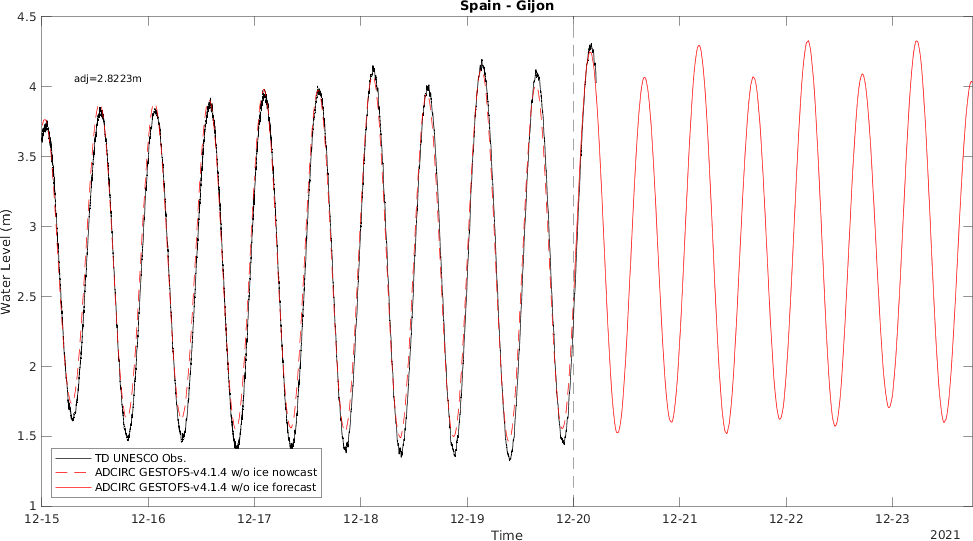 Spain - Gijon
4.5
adj=2.8223m
4
3.5
3
2.5
2
1.5
1
Water Level (m)
TD UNESCO Obs.
ADCIRC GESTOFS-v4.1.4 w/o ice nowcast
ADCIRC GESTOFS-v4.1.4 w/o ice forecast
12-15 12-16 12-17 12-18 12-19 12-20 12-21 12-22 12-23
Time
2021